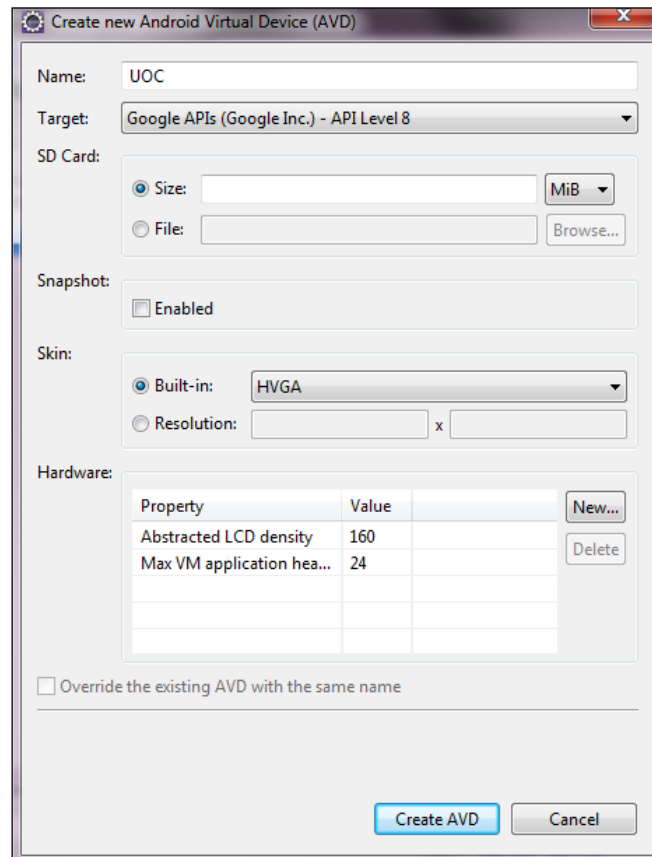 Create new Android Virtual Device (AVD)
x
Name: UOC
Target: Google APIs (Google Inc.) - API Level 8
SD Card:
Size: MiB
File: Browse...
Snapshot:
Enabled
Skin:
Built-in: HVGA
Resolution: x
Hardware:
Property Value New...
Abstracted LCD density 160 Delete
Max VM application hea... 24
Override the existing AVD with the same name
Create AVD Cancel